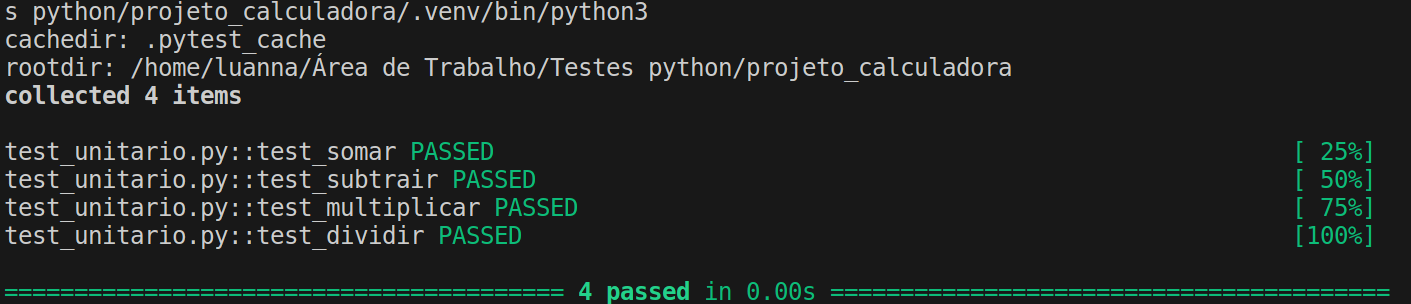 s python/projeto_calculadora/.venv/bin/python3
cachedir: .pytest_cache
rootdir: /home/luanna/Área de Trabalho/Testes python/projeto_calculadora
collected 4 items
test_unitario.py::test_somar PASSED [ 25%]
test_unitario.py::test_subtrair PASSED [ 50%]
test_unitario.py::test_multiplicar PASSED [ 75%]
test_unitario.py::test_dividir PASSED [100%]
======================================== 4 passed in 0.00s ========================================